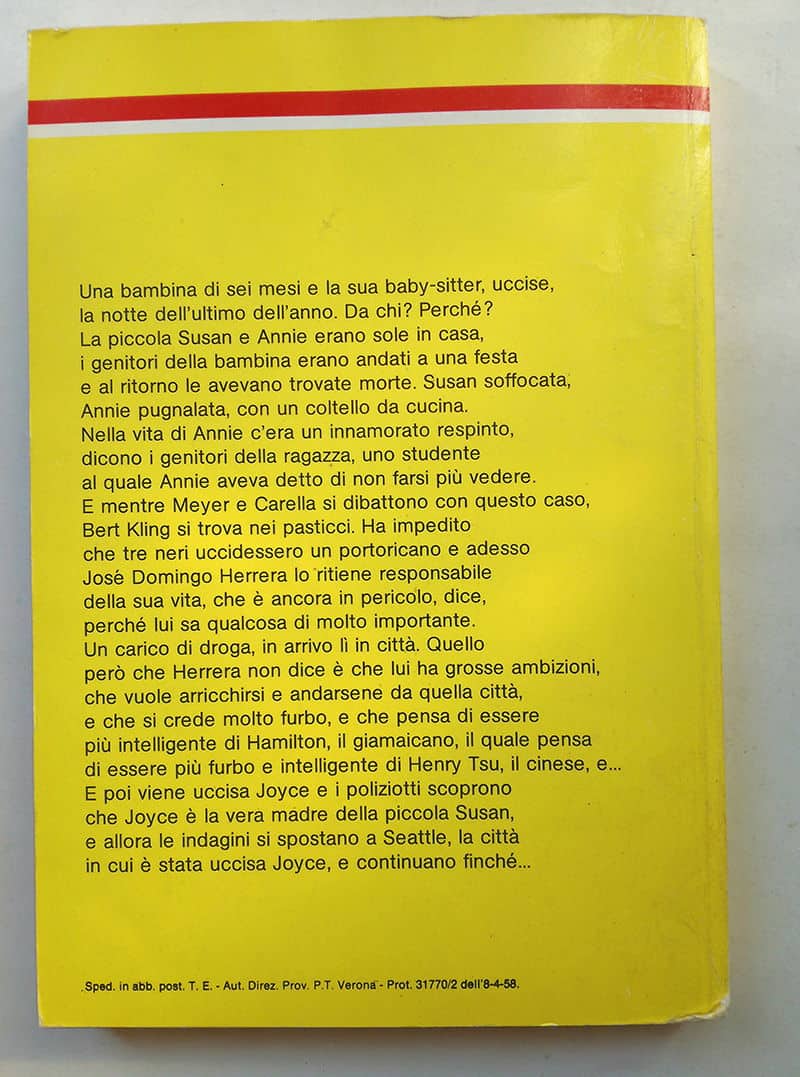 Una bambina di sei mesi e la sua baby-sitter, uccise,
la notte dell'ultimo dell'anno. Da chi? Perché?
La piccola Susan e Annie erano sole in casa,
i genitori della bambina erano andati a una festa
e al ritorno le avevano trovate morte. Susan soffocata,
Annie pugnalata, con un coltello da cucina.
Nella vita di Annie c'era un innamorato respinto,
dicono i genitori della ragazza, uno studente
al quale Annie aveva detto di non farsi più vedere.
E mentre Meyer e Carella si dibattono con questo caso,
Bert Kling si trova nei pasticci. Ha impedito
che tre neri uccidessero un portoricano e adesso
José Domingo Herrera lo ritiene responsabile
della sua vita, che è ancora in pericolo, dice,
perché lui sa qualcosa di molto importante.
Un carico di droga, in arrivo lì in città. Quello
però che Herrera non dice è che lui ha grosse ambizioni,
che vuole arricchirsi e andarsene da quella città,
e che si crede molto furbo, e che pensa di essere
più intelligente di Hamilton, il giamaicano, il quale pensa
di essere più furbo e intelligente di Henry Tsu, il cinese, e...
E poi viene uccisa Joyce e i poliziotti scoprono
che Joyce è la vera madre della piccola Susan,
e allora le indagini si spostano a Seattle, la città
in cui è stata uccisa Joyce, e continuano finché...
Sped. in abb. post. T. E. - Aut. Direz. Prov. P.T. Verona - Prot. 31770/2 dell'8-4-58.